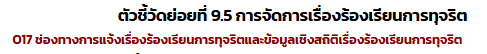 ตัวชี้วัดย่อยที่ 9.5 การจัดการเรื่องร้องเรียนการทุจริต
O17 ช่องทางการแจ้งเรื่องร้องเรียนการทุจริตและข้อมูลเชิงสถิติเรื่องร้องเรียนการทุจริต